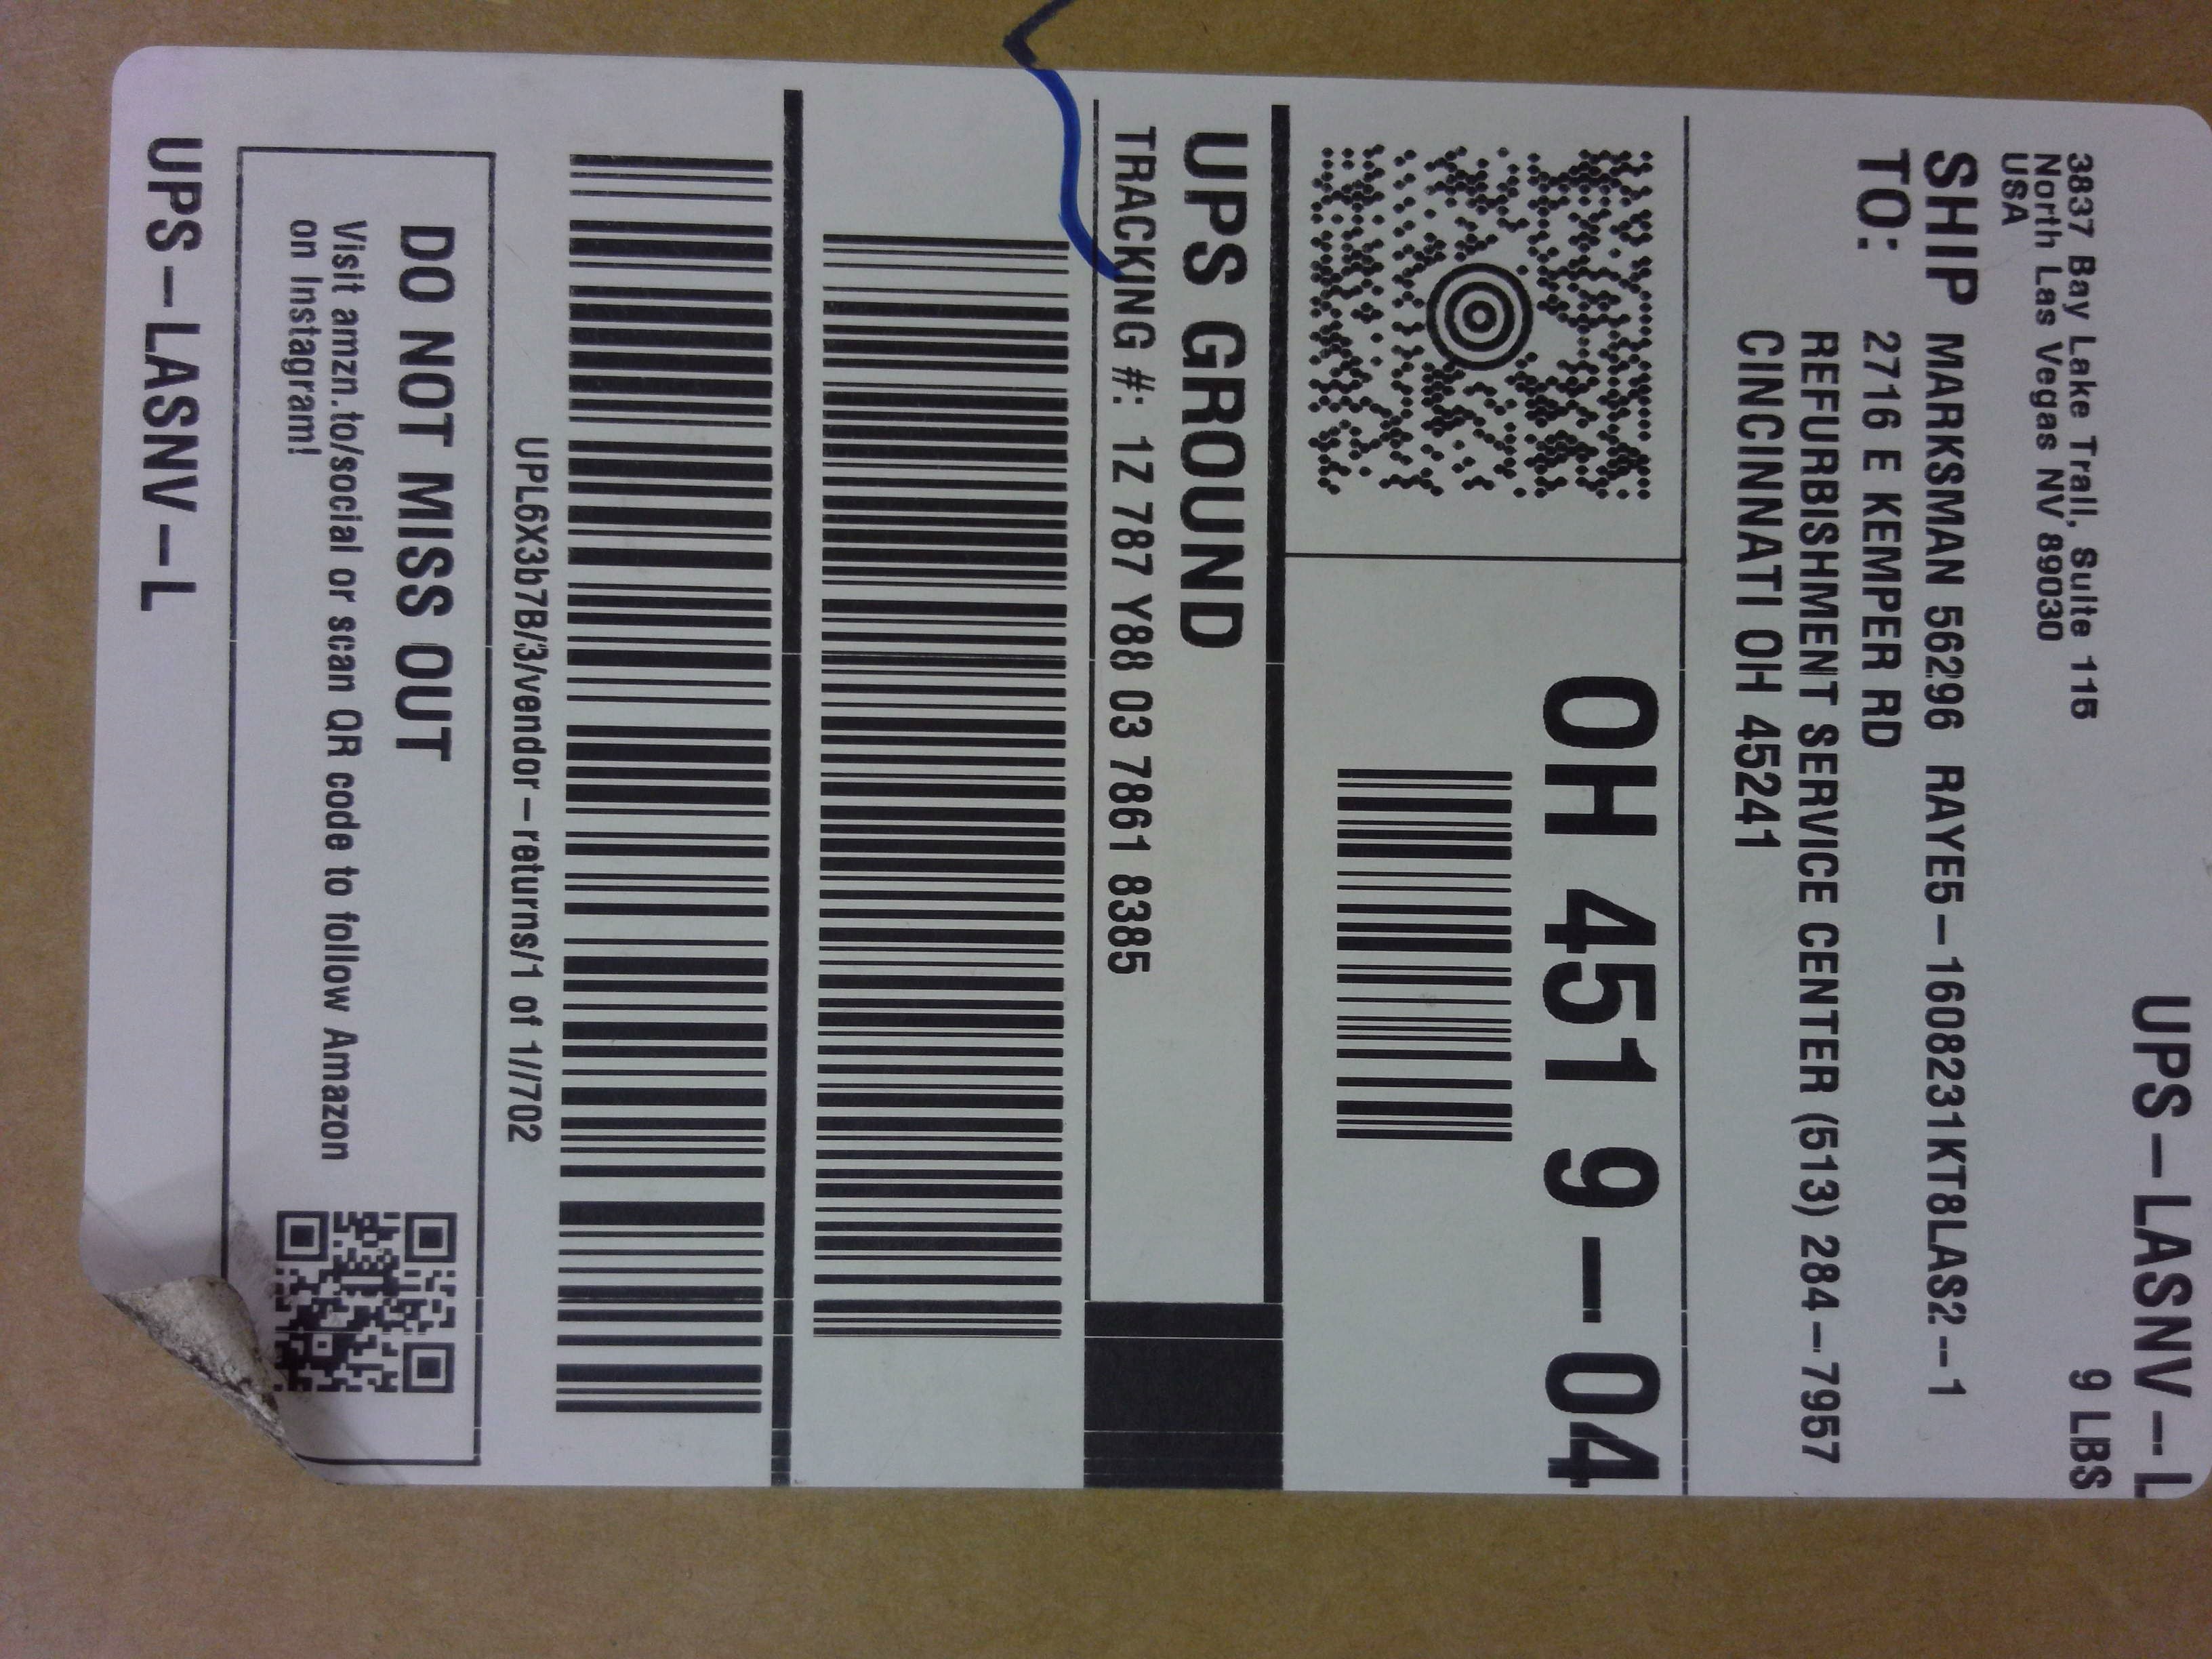 UPS-LASNV-L
9 LBS
3837 Bay Lake Trall, Suite 115
North Las Vegas NV 89030
USA
SHIP TO: MARKSMAN 56296 RAYE5-1608231KT8LAS2--1
2716 E KEMPER RD
REFURBISHMENT SERVICE CENTER (513) 284-7957
CINCINNATI OH 45241
OH 451 9-04
UPS GROUND
TRACKING #: 1Z 787 Y88 03 7861 8385
UPL6X3b7B/3/vendor-returns/1 of 1//702
DO NOT MISS OUT
Visit amzn.to/social or scan QR code to follow Amazon
on Instagram!
UPS-LASNV-L